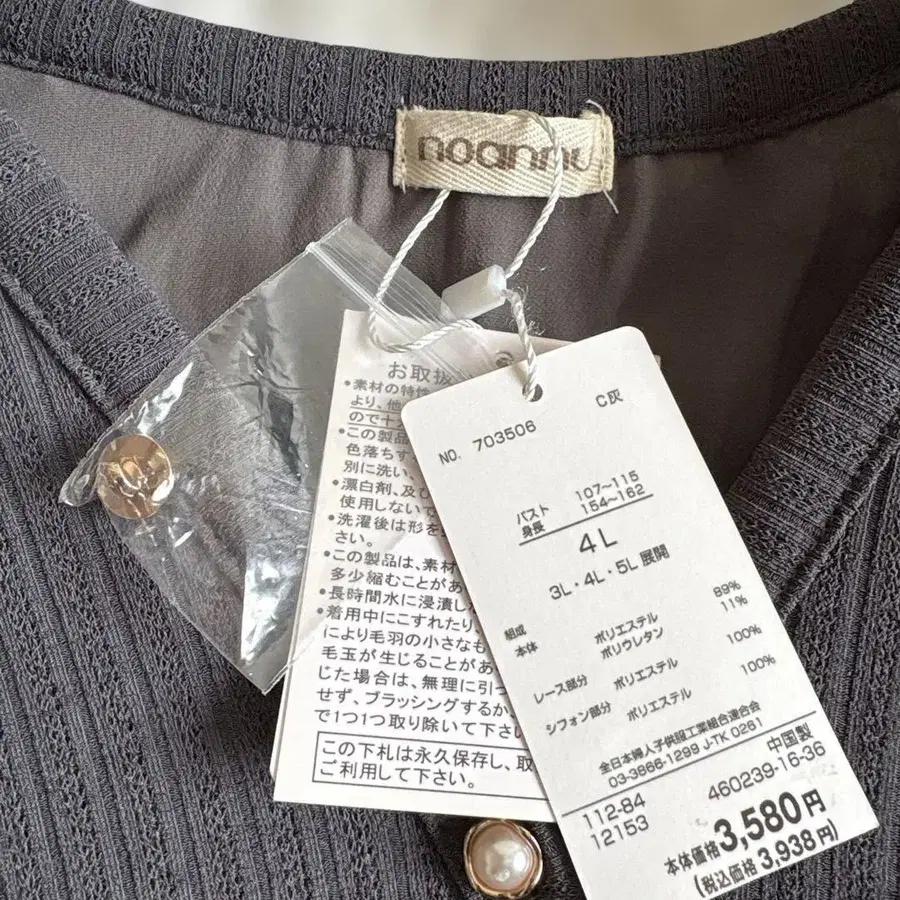 noannu
お取扱
•素材の特性
より、他
ので十
•この製品
色落ちす
別に洗い、
•漂白剤、及び
使用しないで
•洗濯後は形を
さい。
•この製品は、素材
多少縮むことがあ
•長時間水に浸漬した
•着用中にこすれたり、
により毛羽の小さなも
毛玉が生じることがあ
じた場合は、無理に引っ
せず、ブラッシングするか、
で1つ1つ取り除いて下さい
この下札は永久保存し、取
ご利用して下さい。
NO. 703506 C灰
バスト 107~115
身長 154~162
4L
3L・4L・5L 展開
組成
本体 ポリエステル 89%
ポリウレタン 11%
レース部分 ポリエステル 100%
シフォン部分 ポリエステル 100%
全日本婦人子供服工業組合連合会
03-3866-1299 J-TK 0261
中国製
112-84 460239-16-36
12153
本体価格3,580円
(税込価格3,938円)